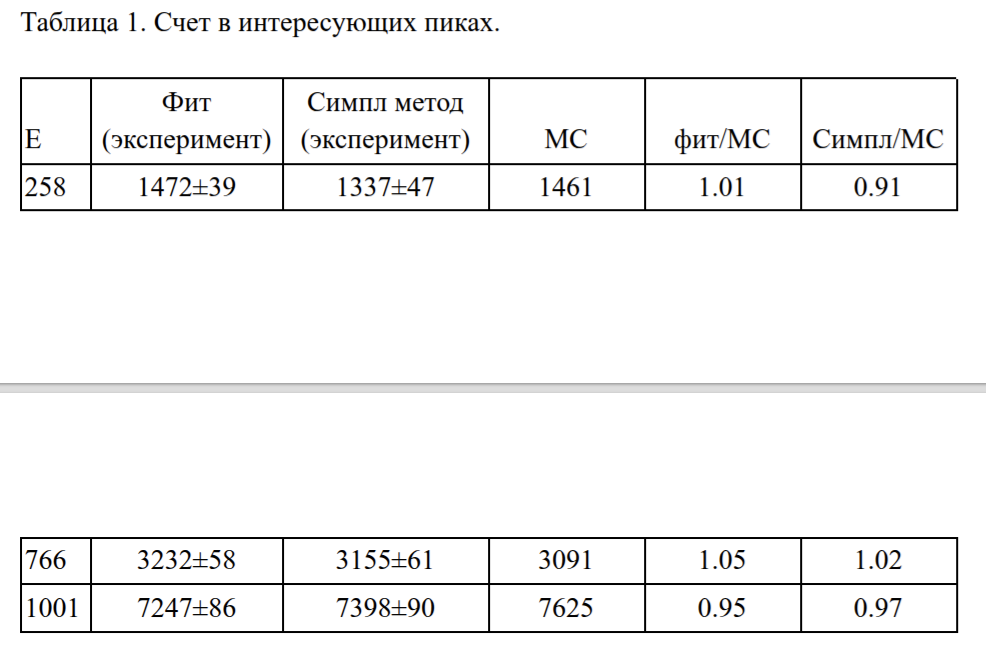 Таблица 1. Счет в интересующих пиках.
E Фит (эксперимент) Симпл метод (эксперимент) МС фит/МС Симпл/МС
258 1472±39 1337±47 1461 1.01 0.91
766 3232±58 3155±61 3091 1.05 1.02
1001 7247±86 7398±90 7625 0.95 0.97